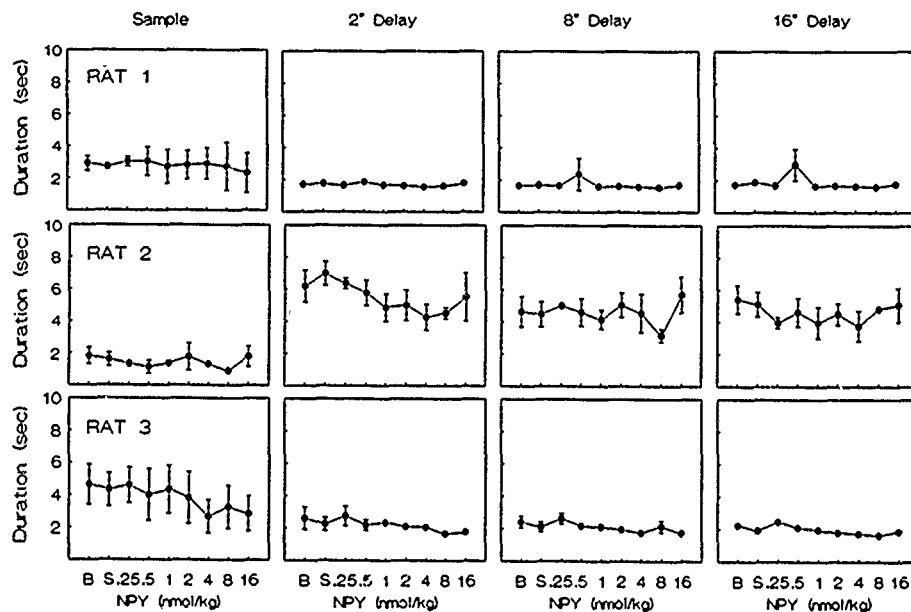 Sample 2" Delay 8" Delay 16" Delay
Duration (sec)
10
8
6
4
2
RAT 1
Duration (sec)
10
8
6
4
2
RAT 2
Duration (sec)
10
8
6
4
2
RAT 3
B S .25 .5 1 2 4 8 16 B S .25 .5 1 2 4 8 16 B S .25 .5 1 2 4 8 16 B S .25 .5 1 2 4 8 16
NPY (nmol/kg) NPY (nmol/kg) NPY (nmol/kg) NPY (nmol/kg)